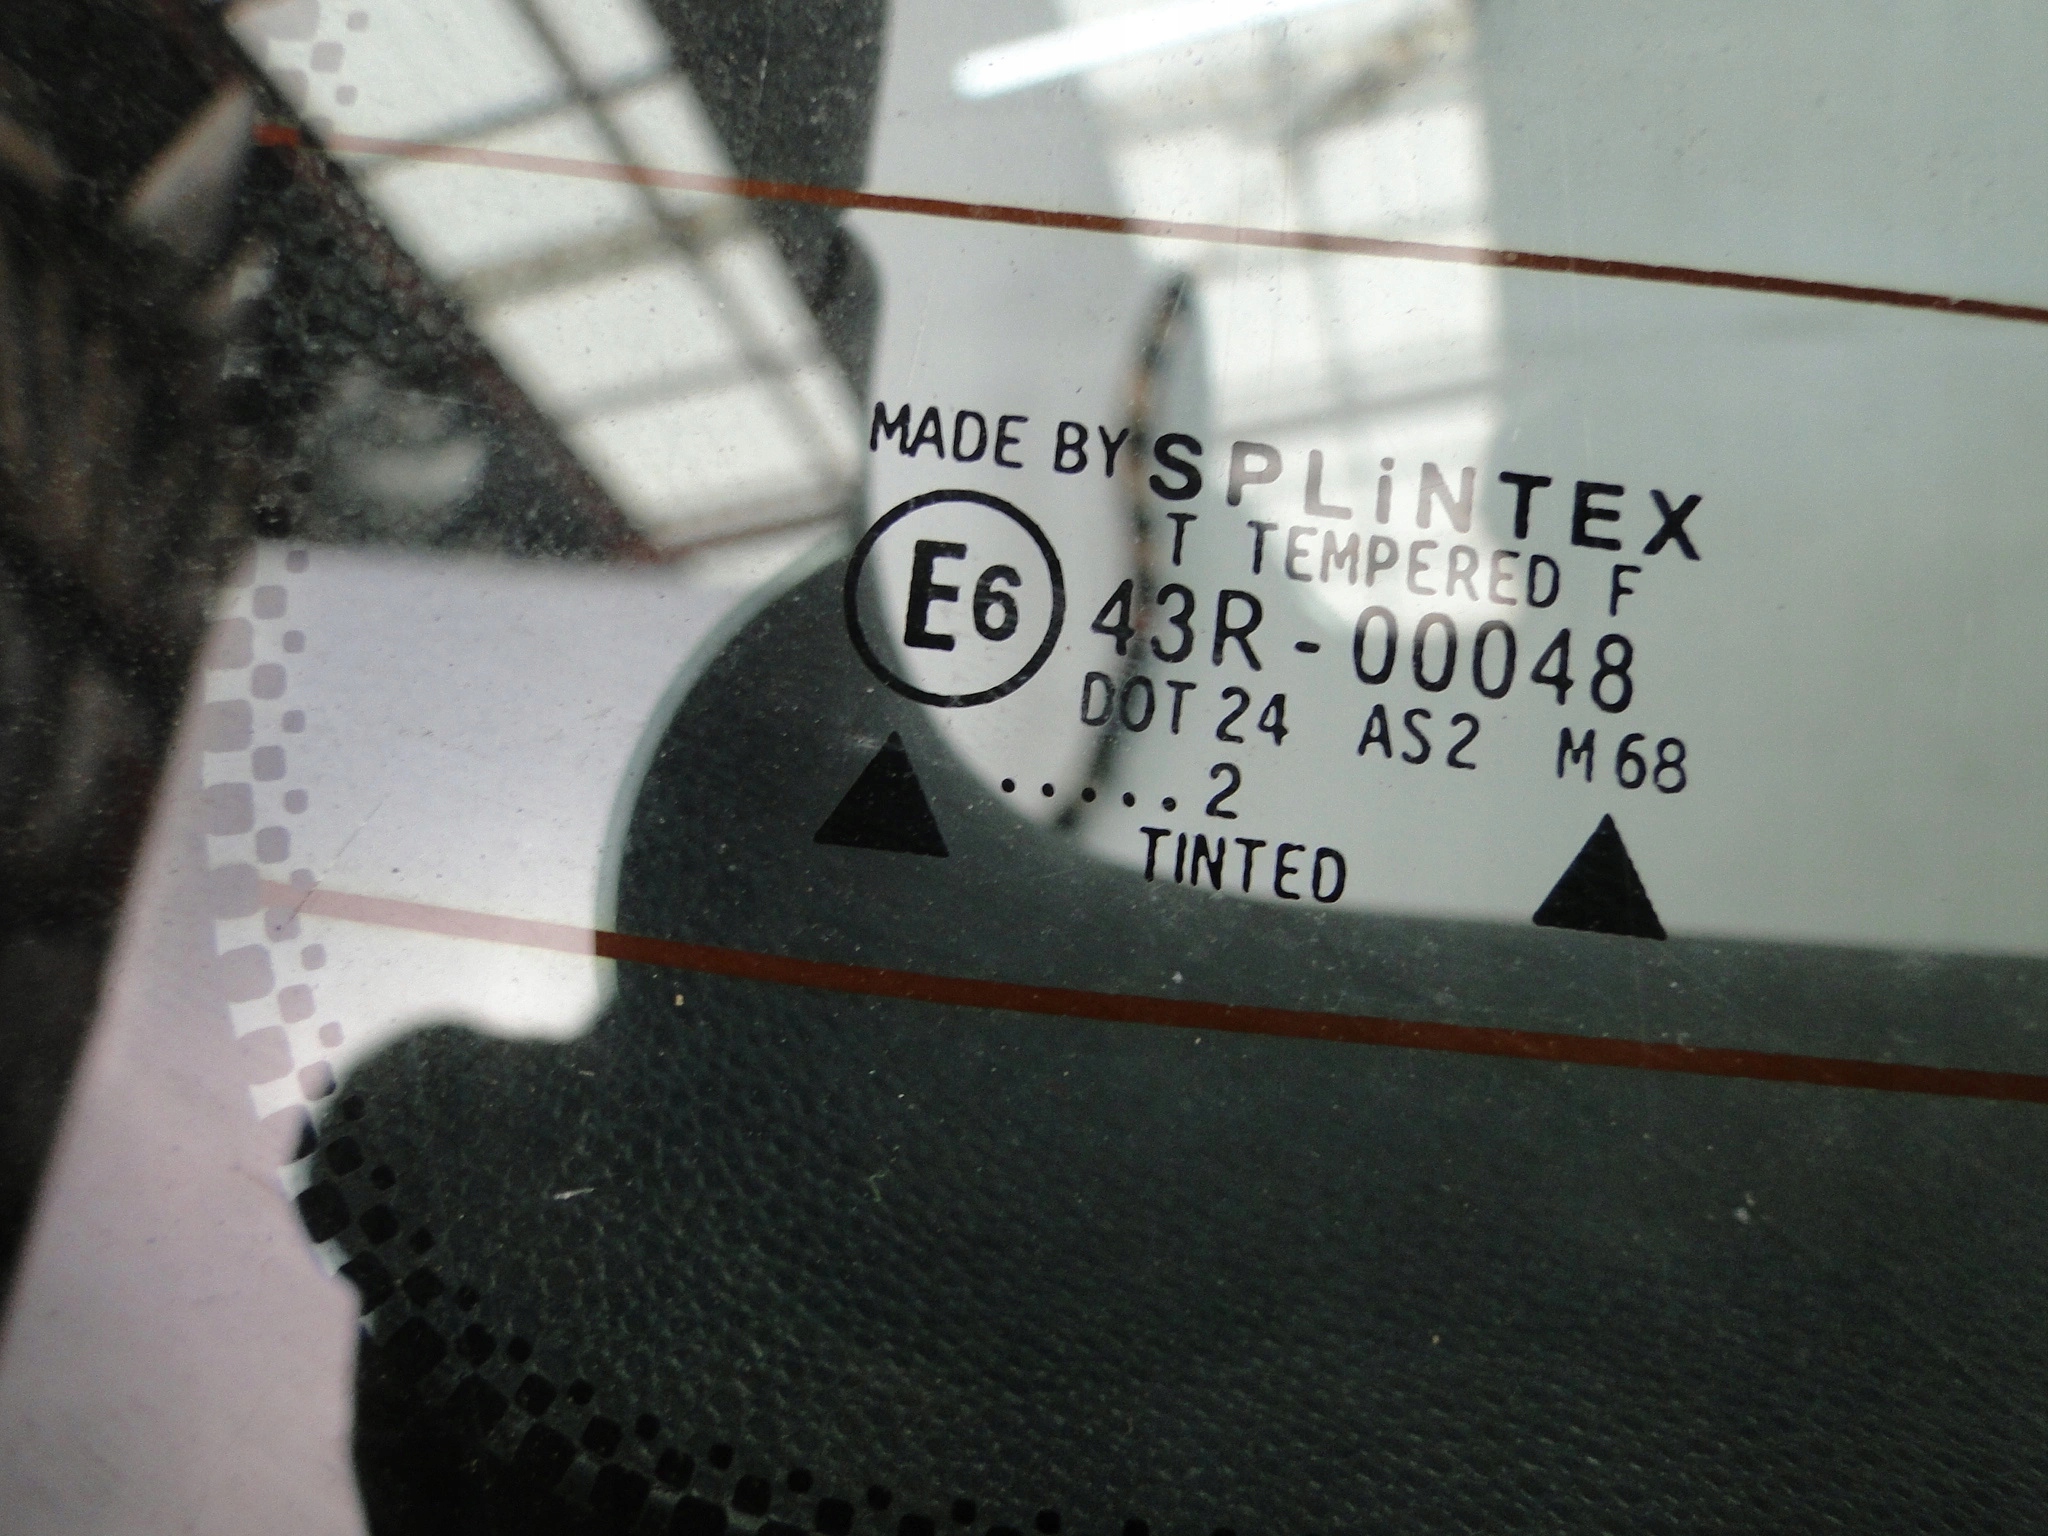 MADE BY SPLiNTEX
T TEMPERED F
E6 43R-00048
DOT 24 AS2 M68
.....2
TINTED